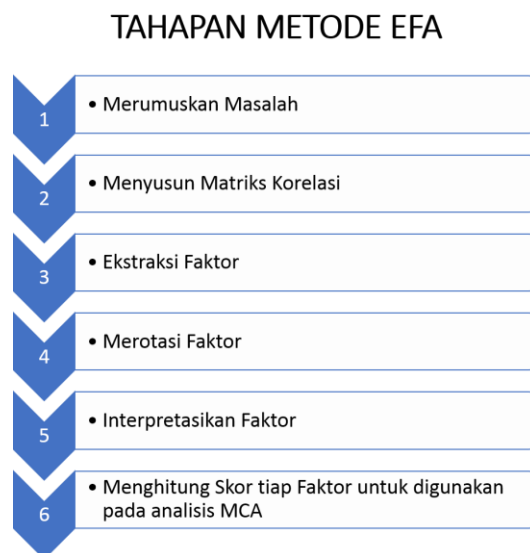 TAHAPAN METODE EFA
1
• Merumuskan Masalah
2
• Menyusun Matriks Korelasi
3
• Ekstraksi Faktor
4
• Merotasi Faktor
5
• Interpretasikan Faktor
6
• Menghitung Skor tiap Faktor untuk digunakan
pada analisis MCA